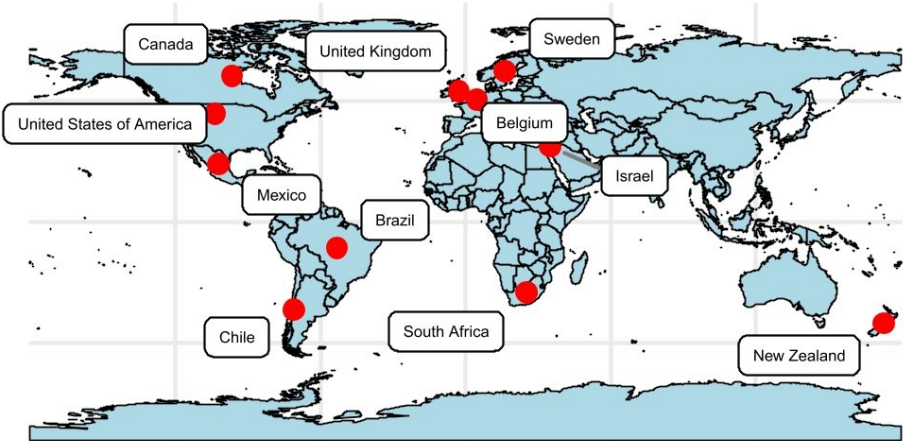 Canada
United Kingdom
Sweden
United States of America
Belgium
Israel
Mexico
Brazil
Chile
South Africa
New Zealand